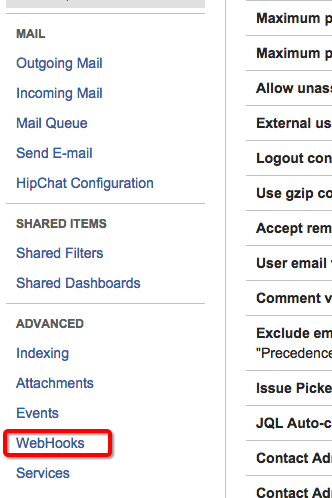 MAIL
Outgoing Mail
Incoming Mail
Mail Queue
Send E-mail
HipChat Configuration
SHARED ITEMS
Shared Filters
Shared Dashboards
ADVANCED
Indexing
Attachments
Events
WebHooks
Services
Maximum p
Maximum p
Allow unas
External us
Logout con
Use gzip co
Accept rem
User email
Comment v
Exclude em
"Precedence
Issue Picke
JQL Auto-c
Contact Ad
Contact Ad